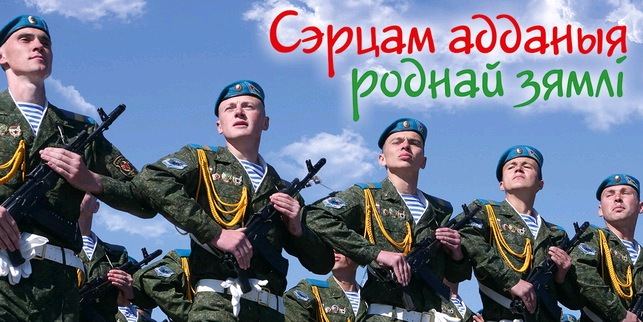 Сэрцам адданыя
роднай зямлі